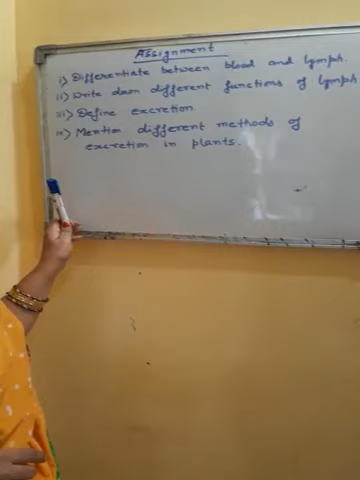 Assignment
i) Differentiate between blood and lymph.
ii) Write down different functions of lymph
iii) Define excretion
iv) Mention different methods of
excretion in plants.